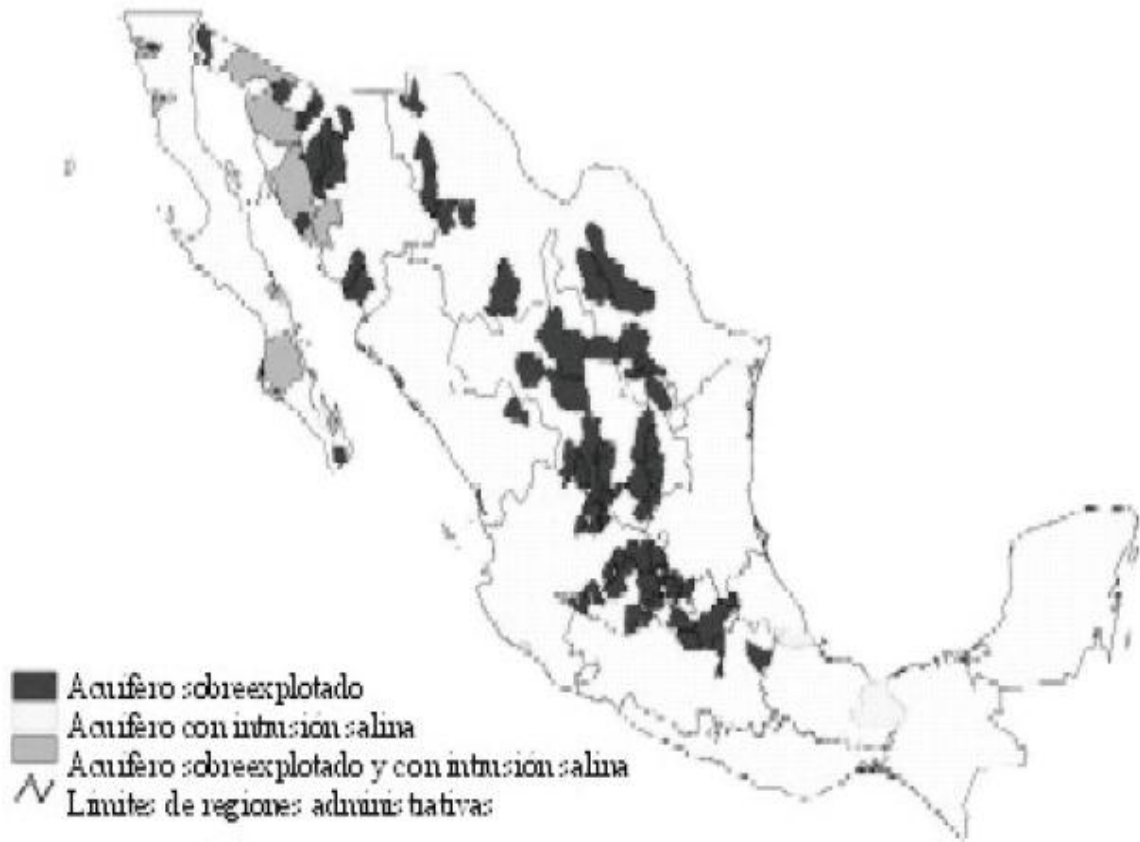 Acuífero sobreexplotado
Acuífero con intrusión salina
Acuífero sobreexplotado y con intrusión salina
Límites de regiones administrativas